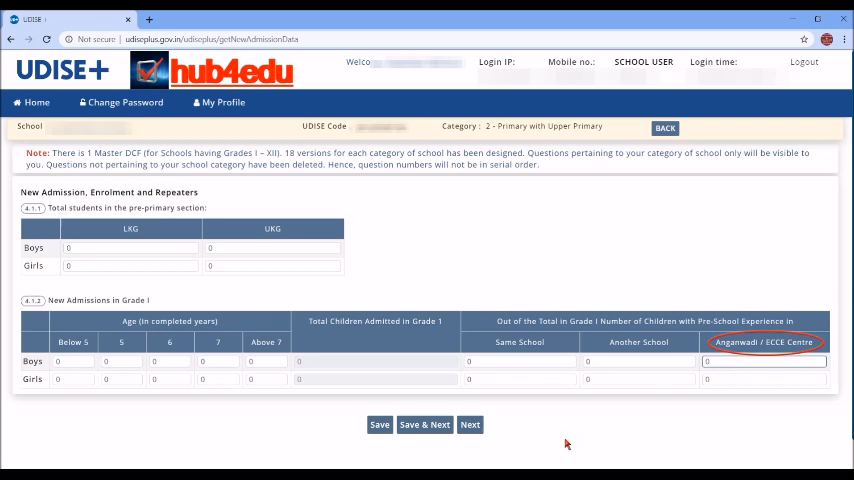 UDISE+
Not secure | udiseplus.gov.in/udiseplus/getNewAdmissionData
UDISE+ hub4edu Welco Login IP: Mobile no.: SCHOOL USER Login time: Logout
Home Change Password My Profile
School UDISE Code Category : 2 - Primary with Upper Primary BACK
Note: There is 1 Master DCF (for Schools having Grades I – XII). 18 versions for each category of school has been designed. Questions pertaining to your category of school only will be visible to
you. Questions not pertaining to your school category have been deleted. Hence, question numbers will not be in serial order.
New Admission, Enrolment and Repeaters
4.1.1 Total students in the pre-primary section:
LKG UKG
Boys 0 0
Girls 0 0
4.1.2 New Admissions in Grade I
Age (in completed years) Total Children Admitted in Grade 1 Out of the Total in Grade I Number of Children with Pre-School Experience in
Below 5 5 6 7 Above 7 Same School Another School Anganwadi / ECCE Centre
Boys 0 0 0 0 0 0 0 0 0
Girls 0 0 0 0 0 0 0 0 0
Save Save & Next Next